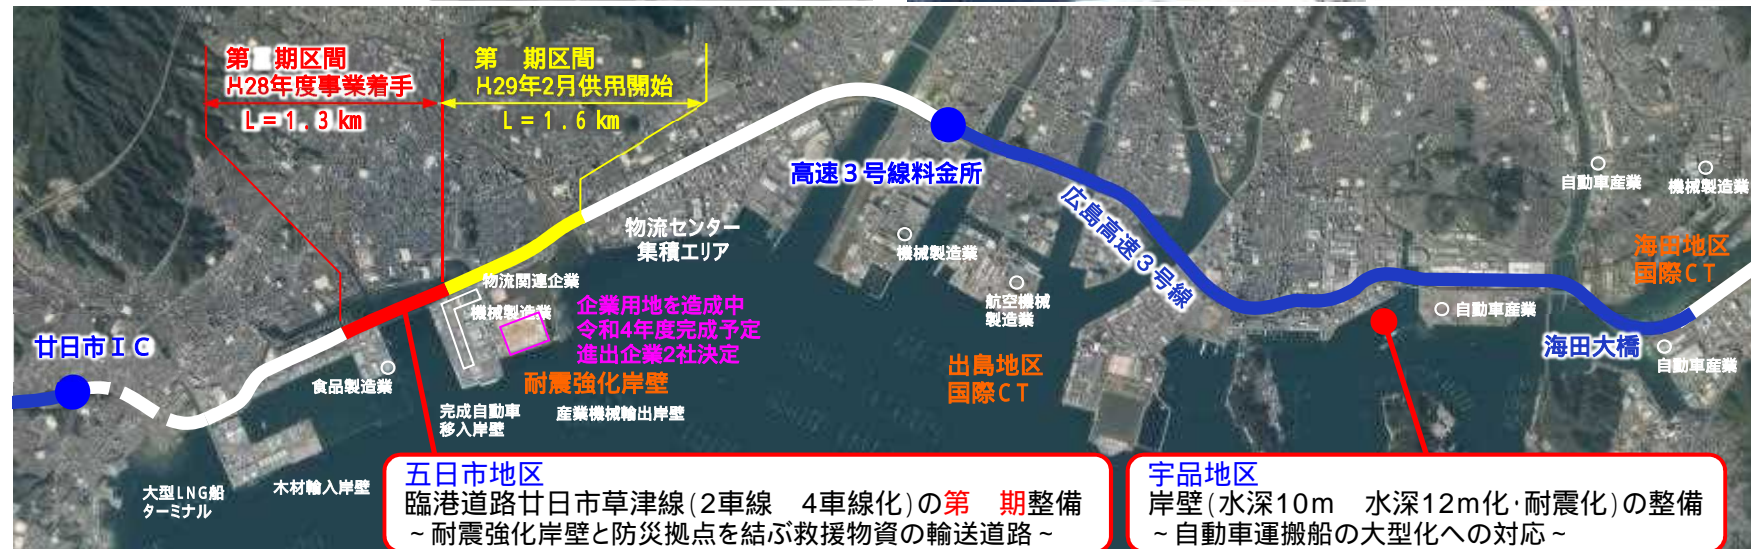 第　期区間
H28年度事業着手
L=1.3km
第　期区間
H29年2月供用開始
L=1.6km
高速3号線料金所
広島高速3号線
自動車産業
機械製造業
海田地区
国際CT
物流センター
集積エリア
機械製造業
航空機械
製造業
自動車産業
海田大橋
自動車産業
物流関連企業
機械製造業
企業用地を造成中
令和4年度完成予定
進出企業2社決定
廿日市IC
食品製造業
耐震強化岸壁
出島地区
国際CT
完成自動車
移入岸壁
産業機械輸出岸壁
大型LNG船
ターミナル
木材輸入岸壁
五日市地区
臨港道路廿日市草津線(2車線　4車線化)の第　期整備
~耐震強化岸壁と防災拠点を結ぶ救援物資の輸送道路~
宇品地区
岸壁(水深10m　水深12m化・耐震化)の整備
~自動車運搬船の大型化への対応~